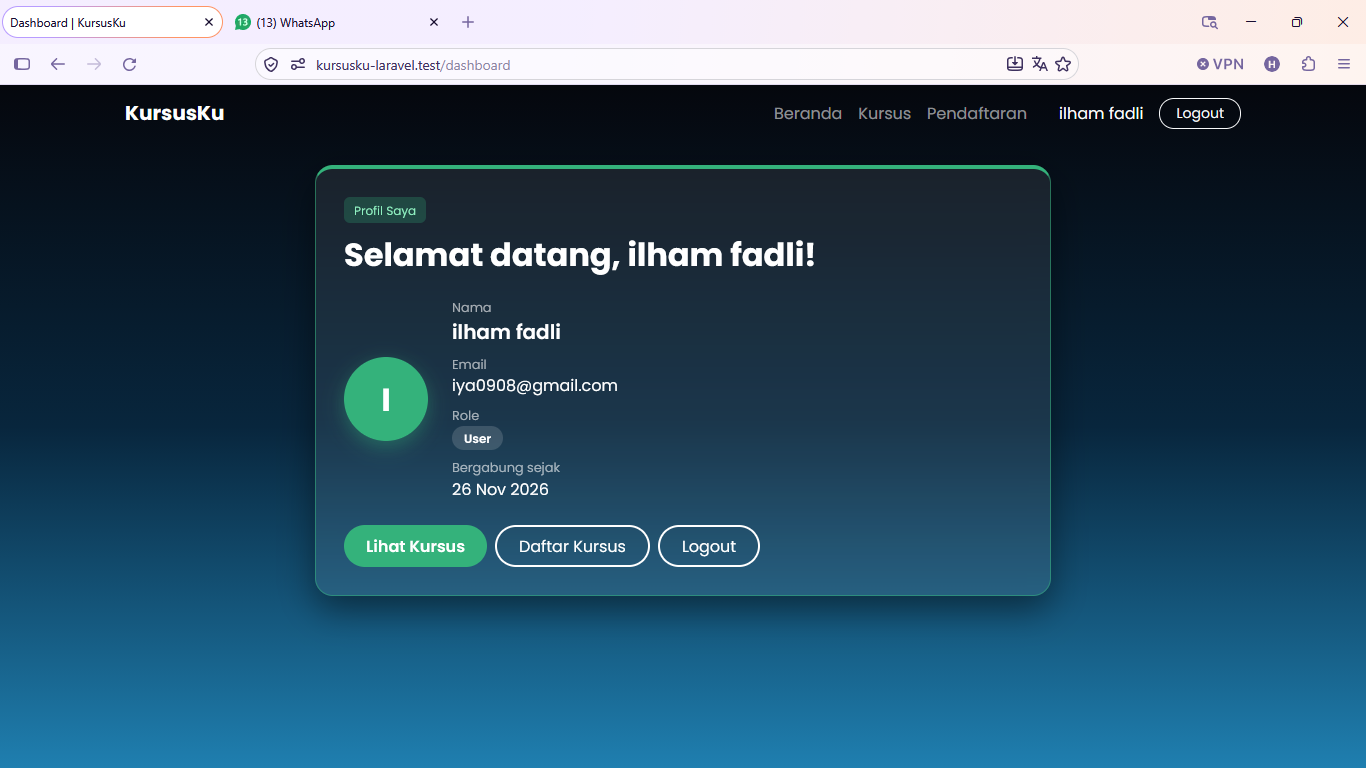 Dashboard | KursusKu
13 (13) WhatsApp
kursusku-laravel.test/dashboard
VPN
H
KursusKu
Beranda Kursus Pendaftaran ilham fadli Logout
Profil Saya
Selamat datang, ilham fadli!
Nama
ilham fadli
I
Email
iya0908@gmail.com
Role
User
Bergabung sejak
26 Nov 2026
Lihat Kursus Daftar Kursus Logout